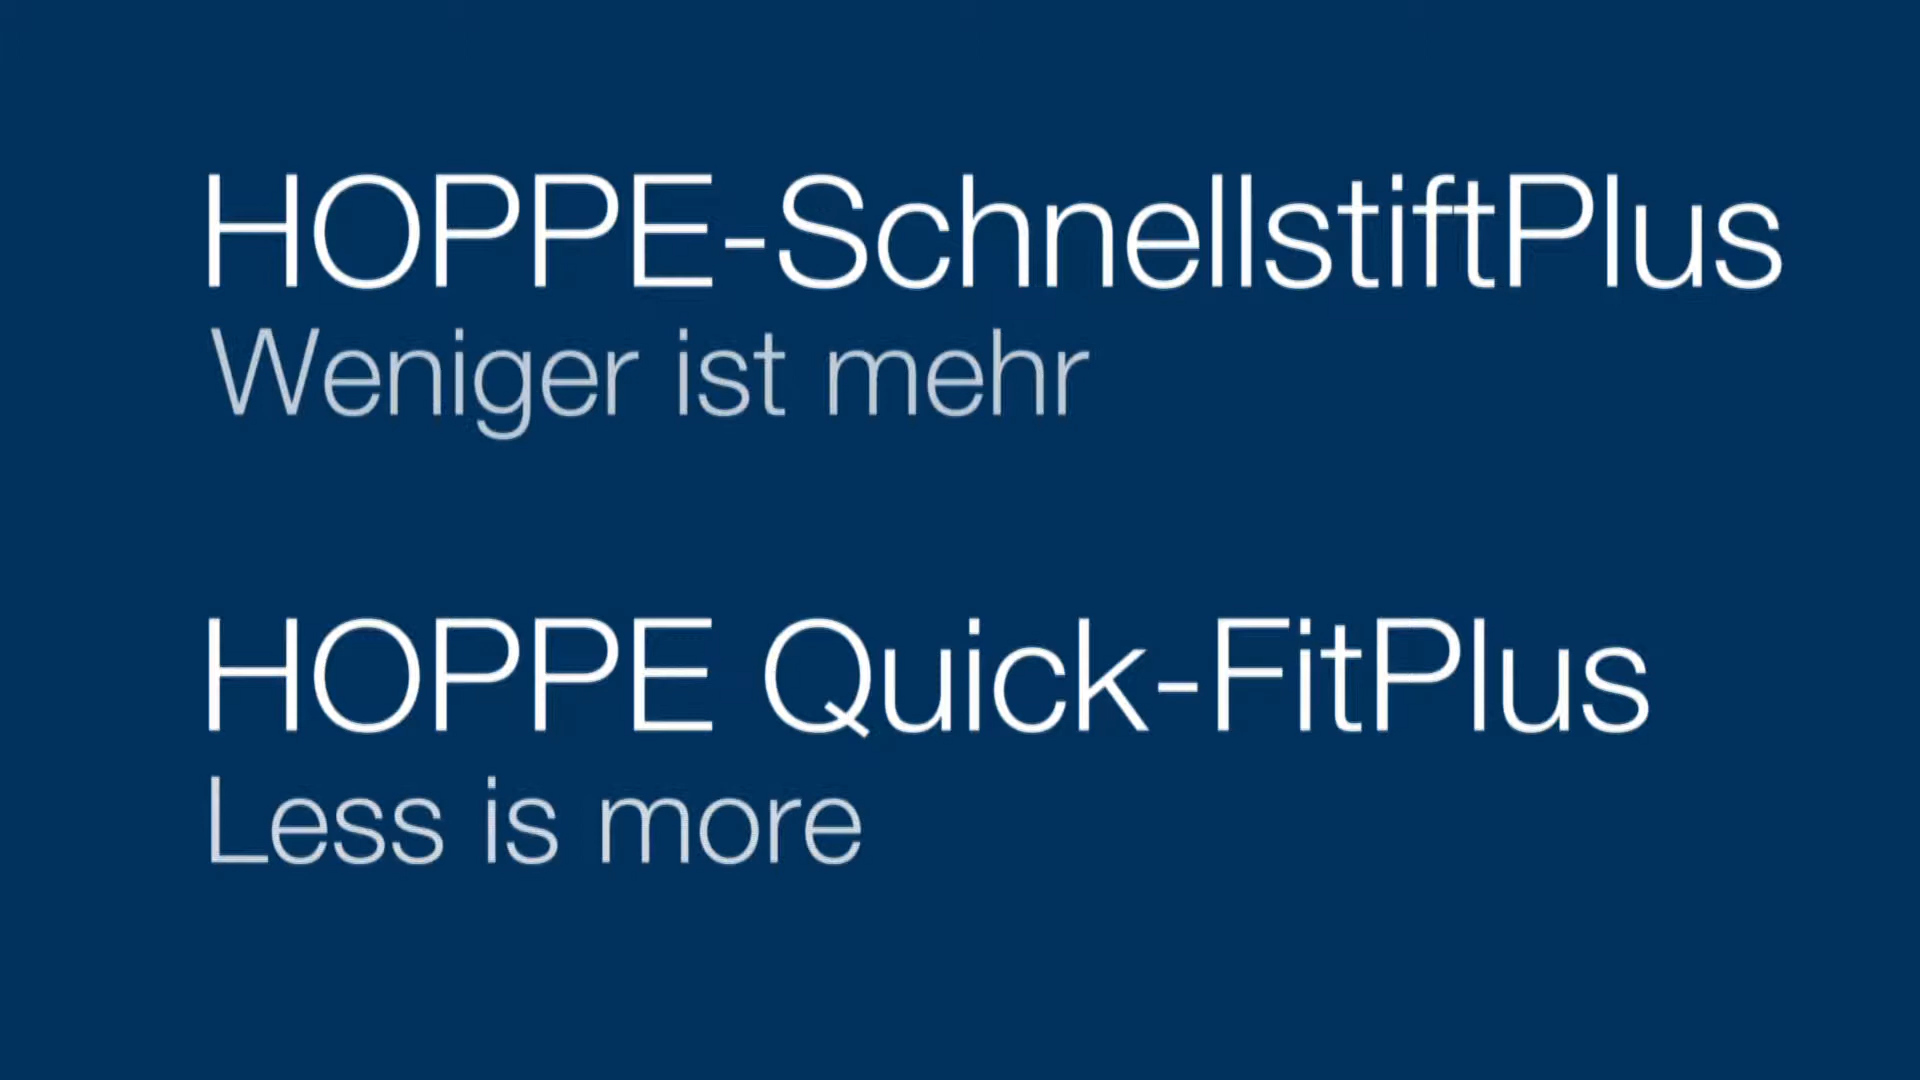 HOPPE-SchnellstiftPlus
Weniger ist mehr
HOPPE Quick-FitPlus
Less is more